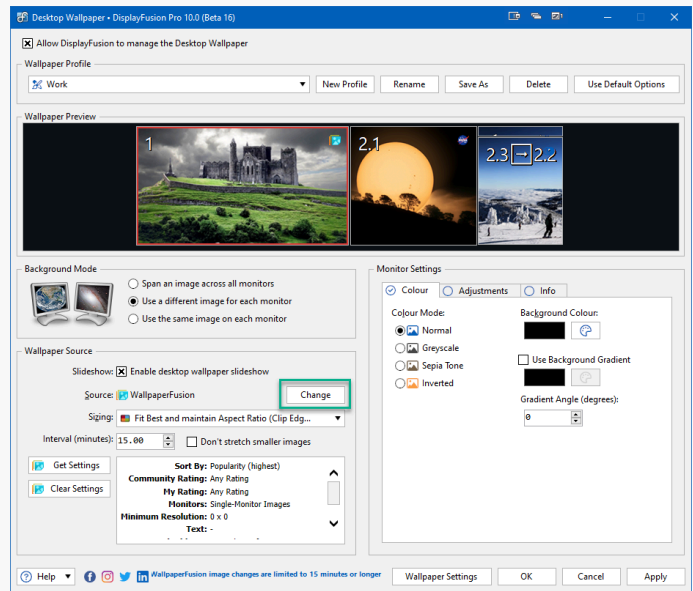 Desktop Wallpaper • DisplayFusion Pro 10.0 (Beta 16)
Allow DisplayFusion to manage the Desktop Wallpaper
Wallpaper Profile
Work
New Profile
Rename
Save As
Delete
Use Default Options
Wallpaper Preview
1
2.1
2.3 → 2.2
Background Mode
Span an image across all monitors
Use a different image for each monitor
Use the same image on each monitor
Wallpaper Source
Slideshow: Enable desktop wallpaper slideshow
Source: WallpaperFusion
Change
Sizing: Fit Best and maintain Aspect Ratio (Clip Edg...
Interval (minutes): 15.00
Don't stretch smaller images
Get Settings
Clear Settings
Sort By: Popularity (highest)
Community Rating: Any Rating
My Rating: Any Rating
Monitors: Single-Monitor Images
Minimum Resolution: 0 x 0
Text: -
Monitor Settings
Colour
Adjustments
Info
Colour Mode:
Normal
Greyscale
Sepia Tone
Inverted
Background Colour:
Use Background Gradient
Gradient Angle (degrees):
0
Help
WallpaperFusion image changes are limited to 15 minutes or longer
Wallpaper Settings
OK
Cancel
Apply